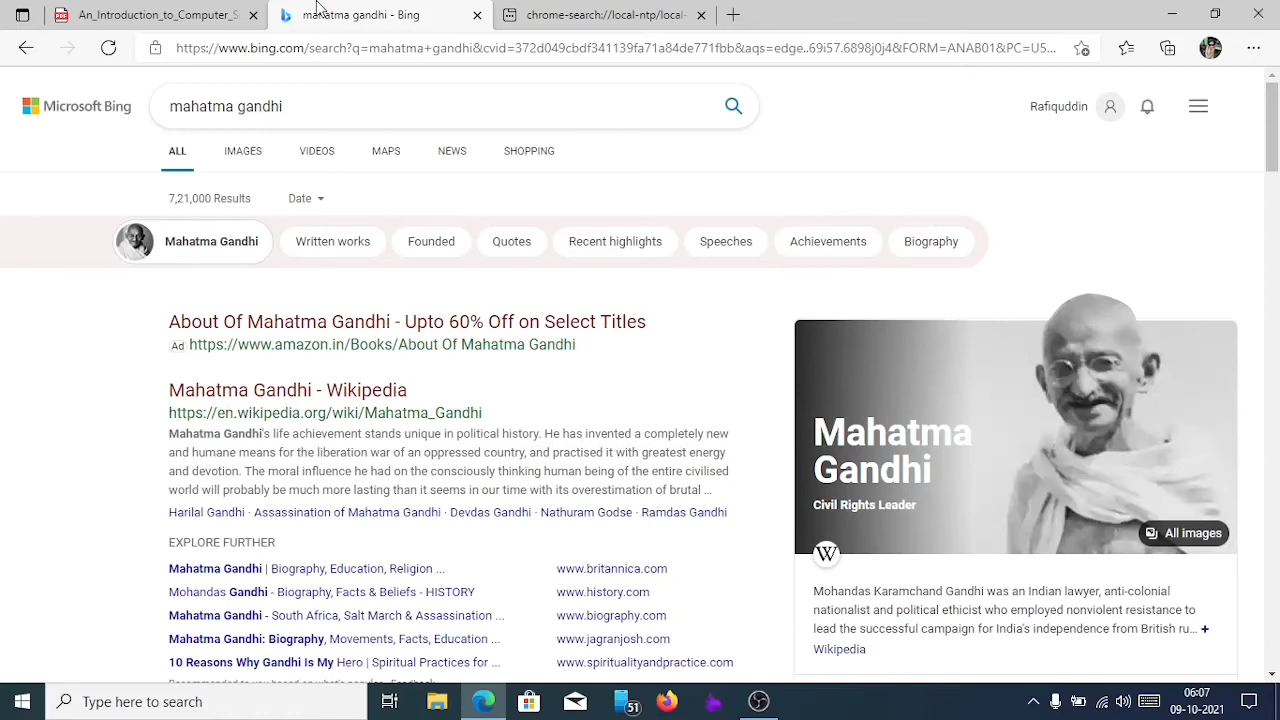 An_Introduction_to_Computer_S
mahatma gandhi - Bing
chrome-search://local-ntp/local-
https://www.bing.com/search?q=mahatma+gandhi&cvid=372d049cbdf341139fa71a84de771fbb&aqs=edge..69i57.6898j0j4&FORM=ANAB01&PC=U5...
Microsoft Bing
mahatma gandhi
Rafiquddin
ALL IMAGES VIDEOS MAPS NEWS SHOPPING
7,21,000 Results Date
Mahatma Gandhi Written works Founded Quotes Recent highlights Speeches Achievements Biography
About Of Mahatma Gandhi - Upto 60% Off on Select Titles
Ad https://www.amazon.in/Books/About Of Mahatma Gandhi
Mahatma Gandhi - Wikipedia
https://en.wikipedia.org/wiki/Mahatma_Gandhi
Mahatma Gandhi's life achievement stands unique in political history. He has invented a completely new
and humane means for the liberation war of an oppressed country, and practised it with greatest energy
and devotion. The moral influence he had on the consciously thinking human being of the entire civilised
world will probably be much more lasting than it seems in our time with its overestimation of brutal ...
Harilal Gandhi · Assassination of Mahatma Gandhi · Devdas Gandhi · Nathuram Godse · Ramdas Gandhi
EXPLORE FURTHER
Mahatma Gandhi | Biography, Education, Religion ... www.britannica.com
Mohandas Gandhi - Biography, Facts & Beliefs - HISTORY www.history.com
Mahatma Gandhi - South Africa, Salt March & Assassination ... www.biography.com
Mahatma Gandhi: Biography, Movements, Facts, Education ... www.jagranjosh.com
10 Reasons Why Gandhi Is My Hero | Spiritual Practices for ... www.spiritualityandpractice.com
Mahatma
Gandhi
Civil Rights Leader
All images
W
Mohandas Karamchand Gandhi was an Indian lawyer, anti-colonial
nationalist and political ethicist who employed nonviolent resistance to
lead the successful campaign for India's independence from British ru... +
Wikipedia
Type here to search
51
06:07
09-10-2021